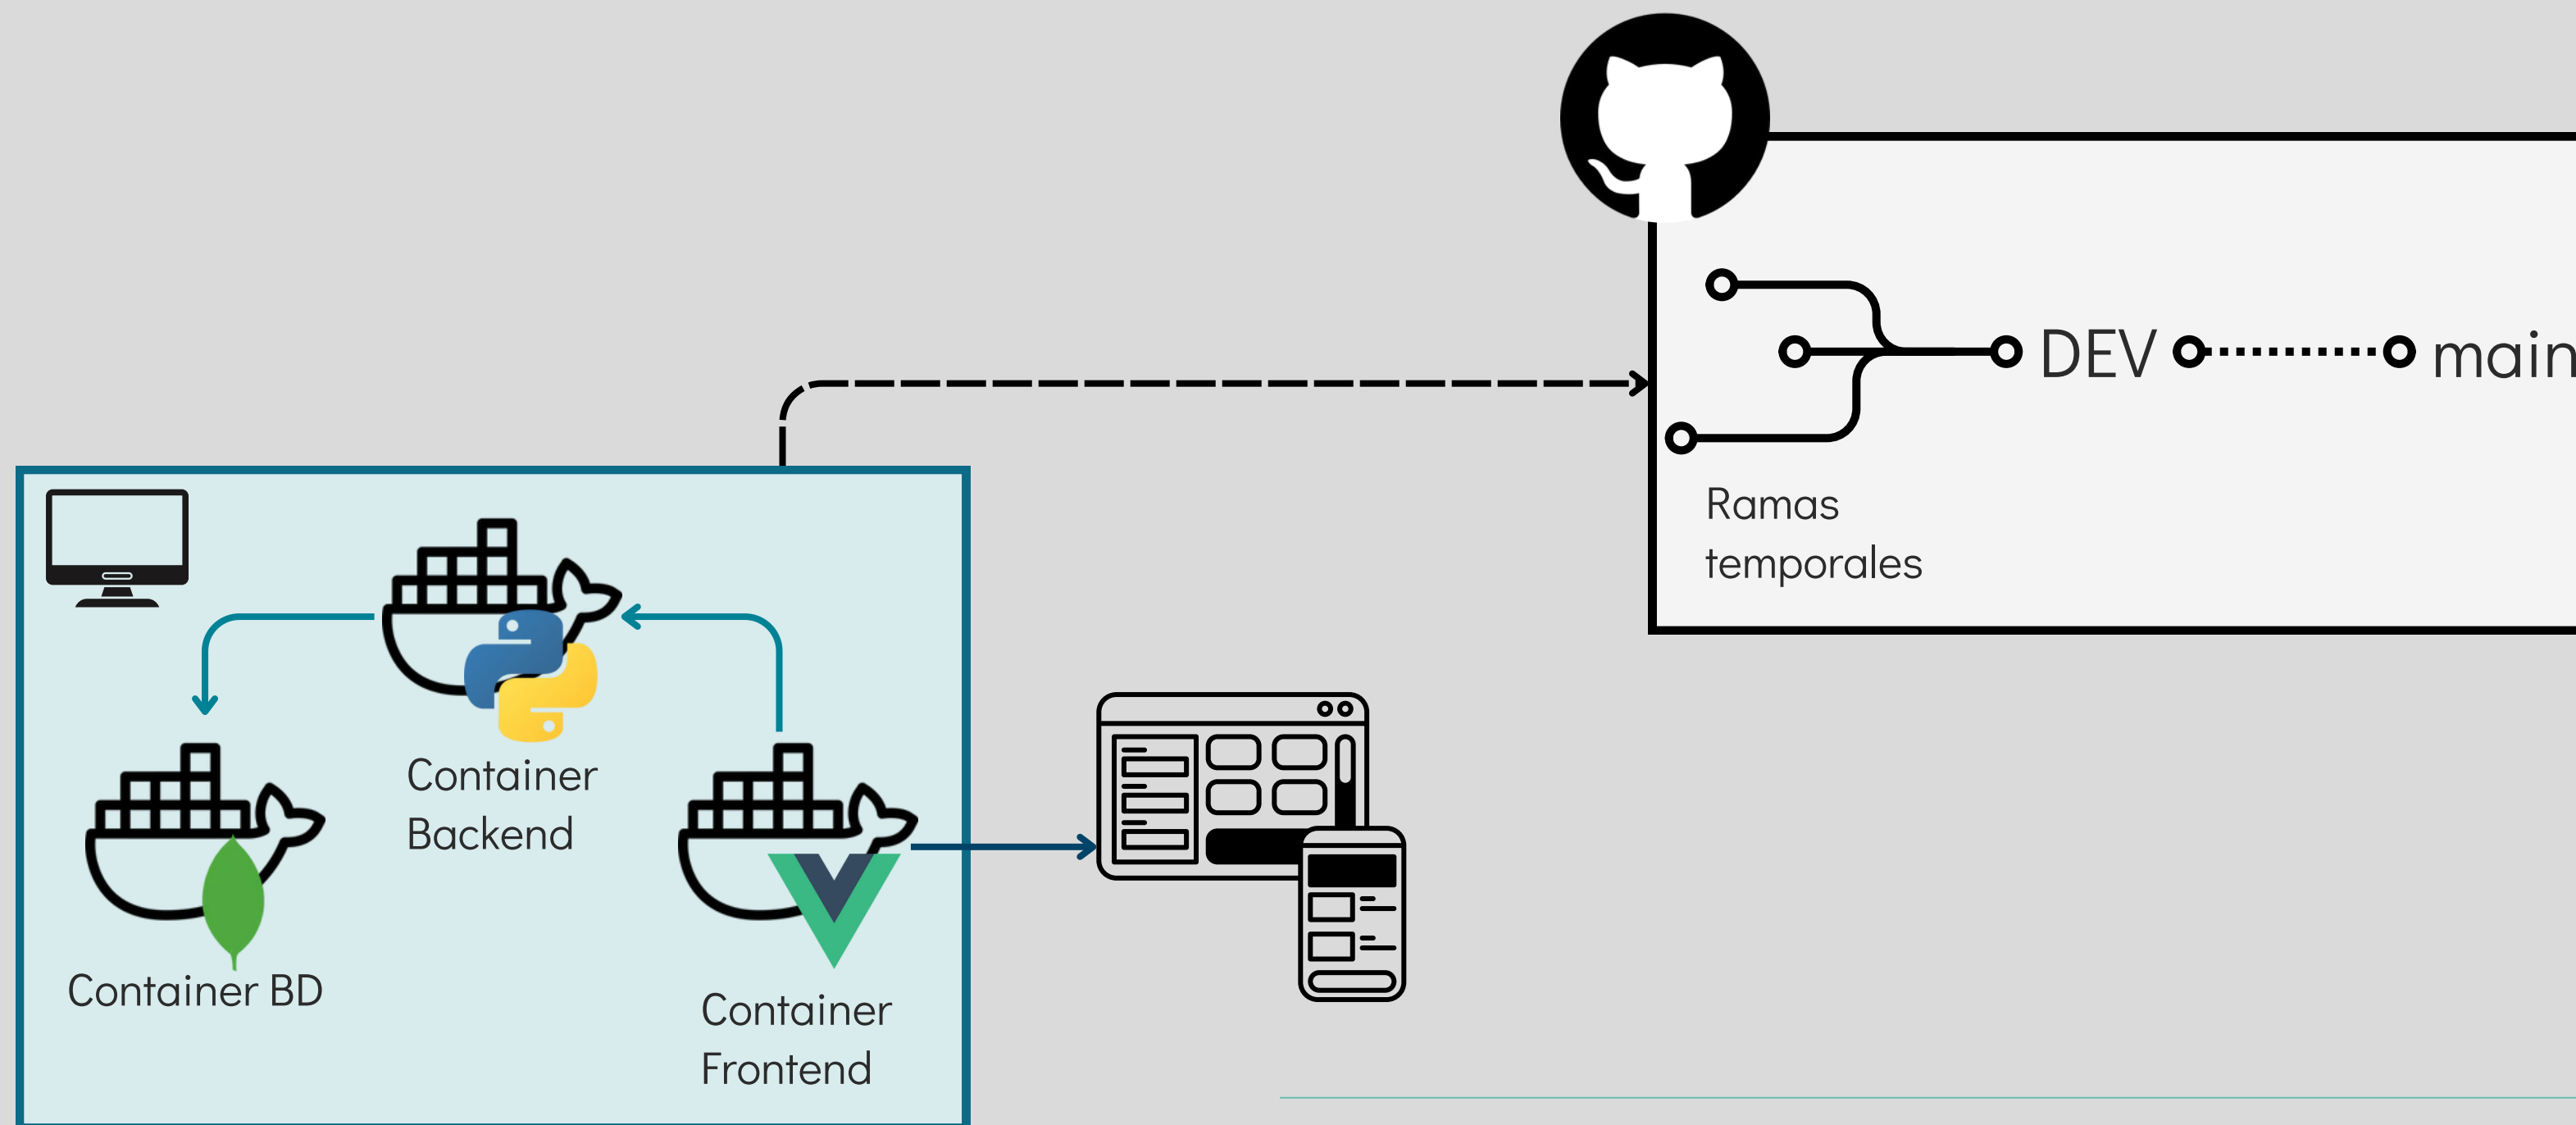 DEV
main
Ramas
temporales
Container
Backend
Container BD
Container
Frontend